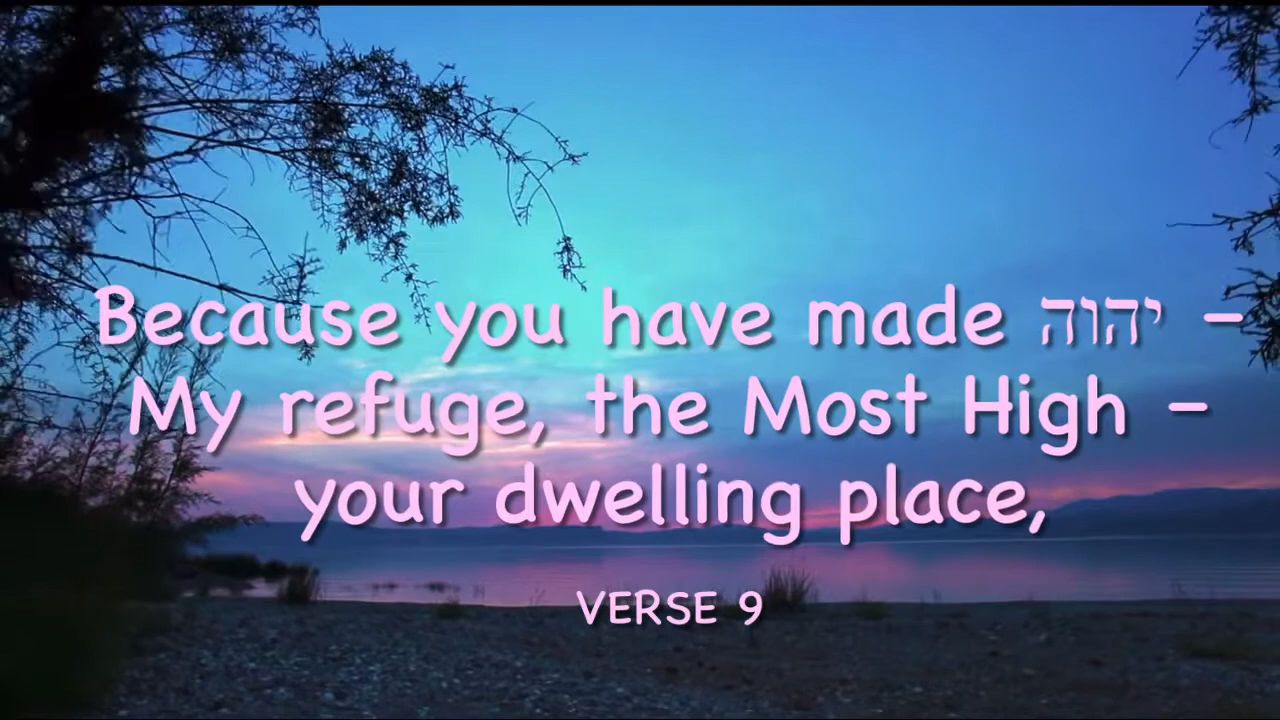 Because you have made יהוה –
My refuge, the Most High –
your dwelling place,
VERSE 9